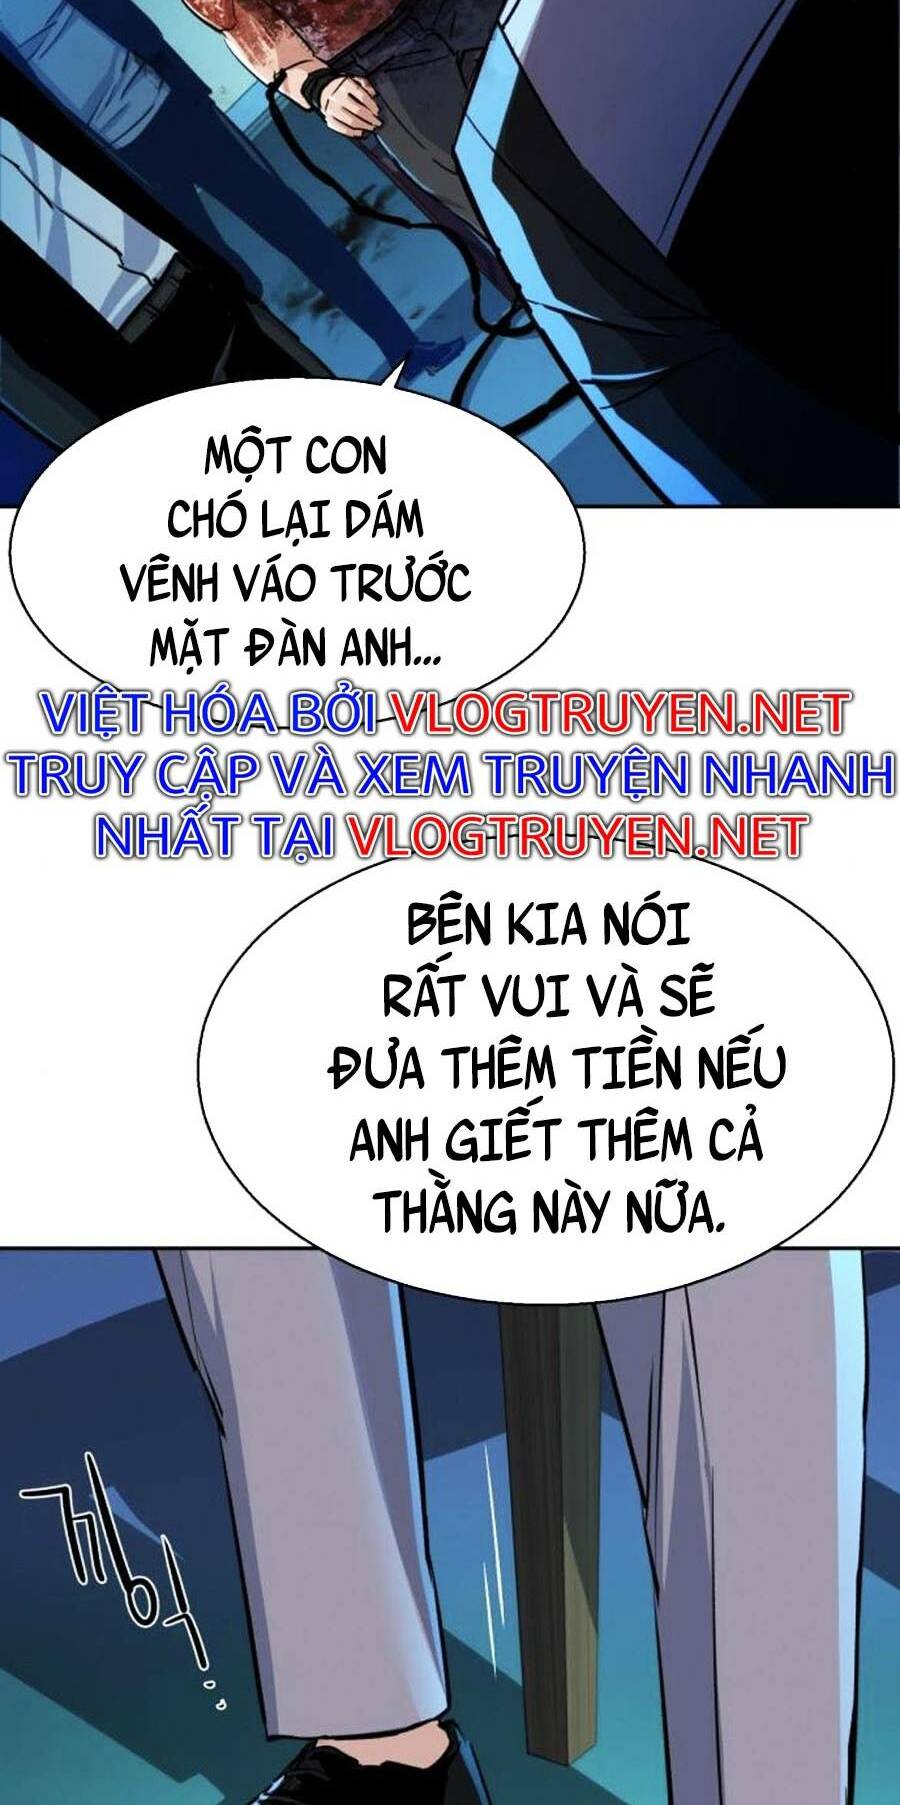 MỘT CON
CHÓ LẠI DÁM
VÊNH VÁO TRƯỚC
MẶT ĐÀN ANH...
VIỆT HÓA BỞI VLOGTRUYEN.NET
TRUY CẬP VÀ XEM TRUYỆN NHANH
NHẤT TẠI VLOGTRUYEN.NET
BÊN KIA NÓI
RẤT VUI VÀ SẼ
ĐƯA THÊM TIỀN NẾU
ANH GIẾT THÊM CẢ
THẰNG NÀY NỮA.
끼이